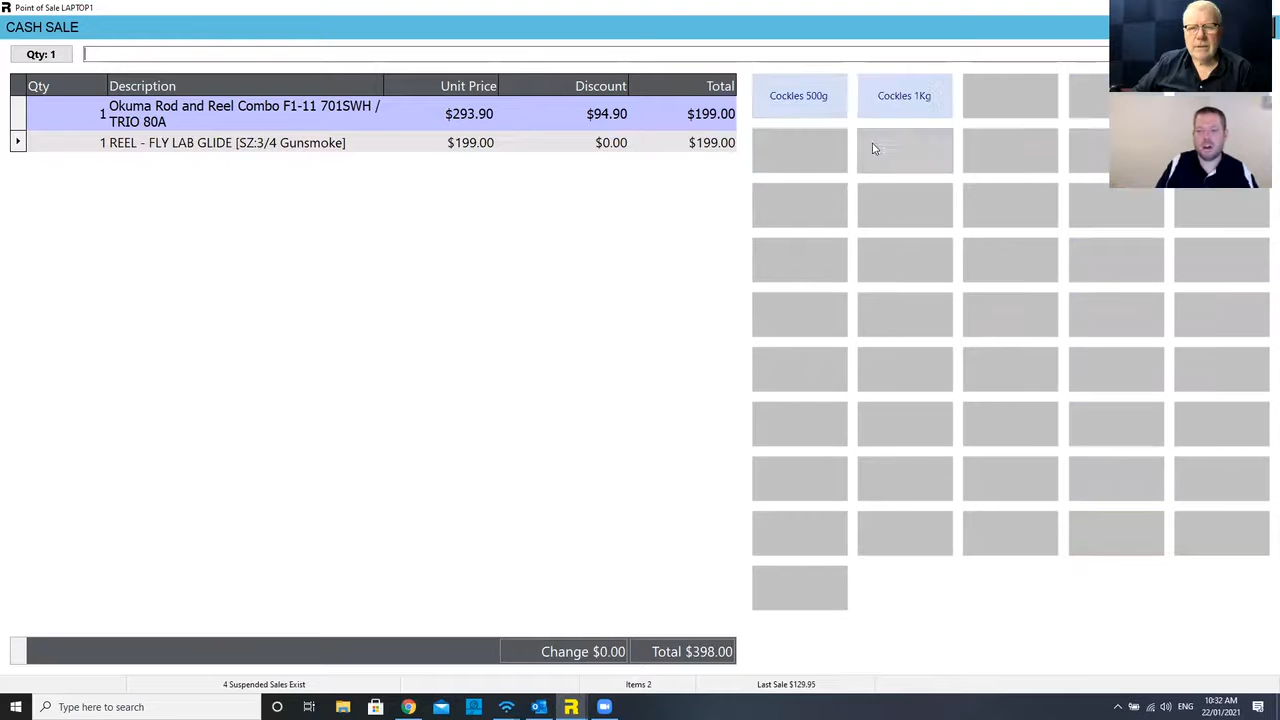 Point of Sale LAPTOP1
CASH SALE
Qty: 1
Qty Description Unit Price Discount Total
1 Okuma Rod and Reel Combo F1-11 701SWH / TRIO 80A $293.90 $94.90 $199.00
1 REEL - FLY LAB GLIDE [SZ:3/4 Gunsmoke] $199.00 $0.00 $199.00
Cockles 500g Cockles 1Kg
Change $0.00 Total $398.00
4 Suspended Sales Exist Items 2 Last Sale $129.95
Type here to search
ENG
10:32 AM
22/01/2021